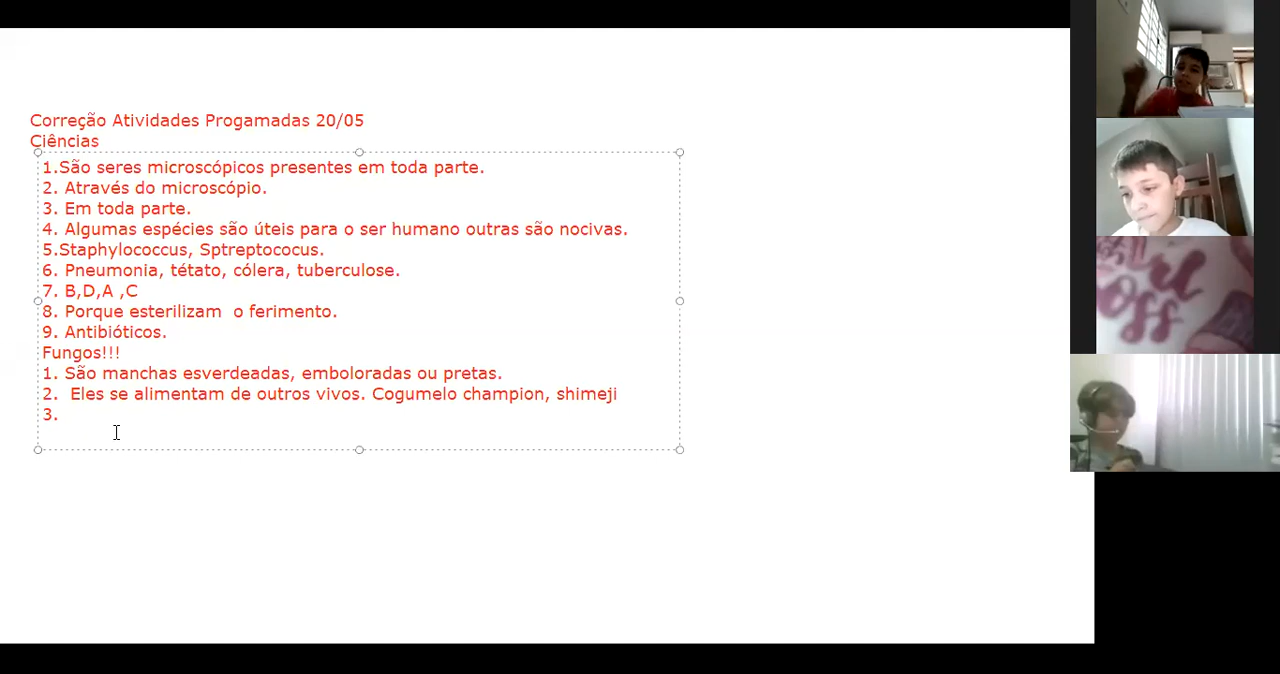 Correção Atividades Progamadas 20/05
Ciências
1.São seres microscópicos presentes em toda parte.
2. Através do microscópio.
3. Em toda parte.
4. Algumas espécies são úteis para o ser humano outras são nocivas.
5.Staphylococcus, Sptreptococus.
6. Pneumonia, tétato, cólera, tuberculose.
7. B,D,A ,C
8. Porque esterilizam  o ferimento.
9. Antibióticos.
Fungos!!!
1. São manchas esverdeadas, emboloradas ou pretas.
2.  Eles se alimentam de outros vivos. Cogumelo champion, shimeji
3.